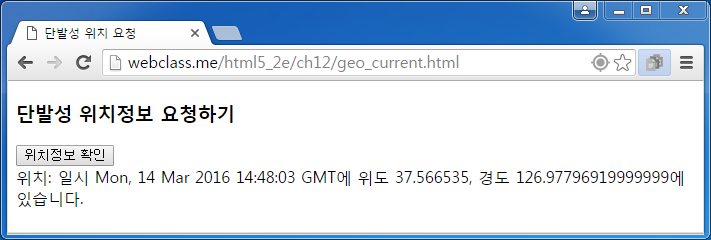 단발성 위치 요청
webclass.me/html5_2e/ch12/geo_current.html
단발성 위치정보 요청하기
위치정보 확인
위치: 일시 Mon, 14 Mar 2016 14:48:03 GMT에 위도 37.566535, 경도 126.97796919999999에
있습니다.